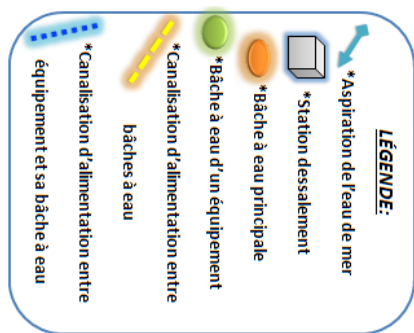 LÉGENDE:
*Aspiration de l'eau de mer
*Station dessalement
*Bâche à eau principale
*Bâche à eau d'un équipement
*Canalisation d'alimentation entre
bâches à eau
*Canalisation d'alimentation entre
équipement et sa bâche à eau